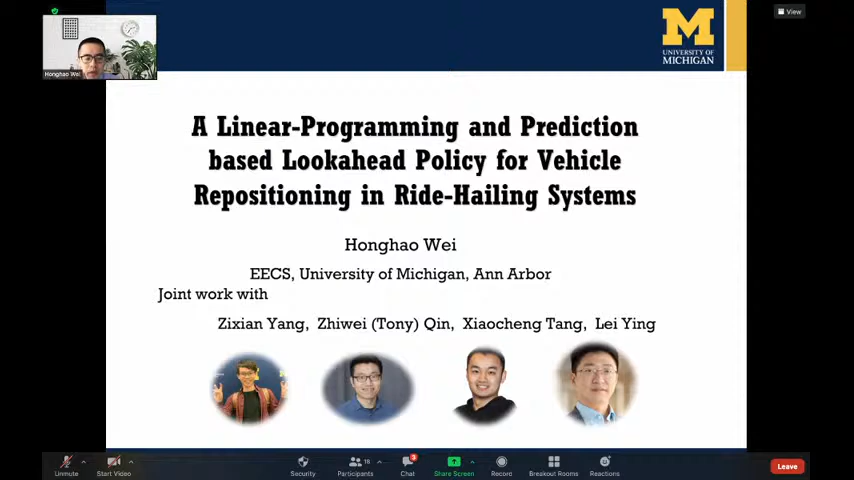 View
UNIVERSITY OF
MICHIGAN
Honghao Wei
A Linear-Programming and Prediction
based Lookahead Policy for Vehicle
Repositioning in Ride-Hailing Systems
Honghao Wei
EECS, University of Michigan, Ann Arbor
Joint work with
Zixian Yang, Zhiwei (Tony) Qin, Xiaocheng Tang, Lei Ying
Unmute
Start Video
Security
Participants
Chat
Share Screen
Record
Breakout Rooms
Reactions
Leave